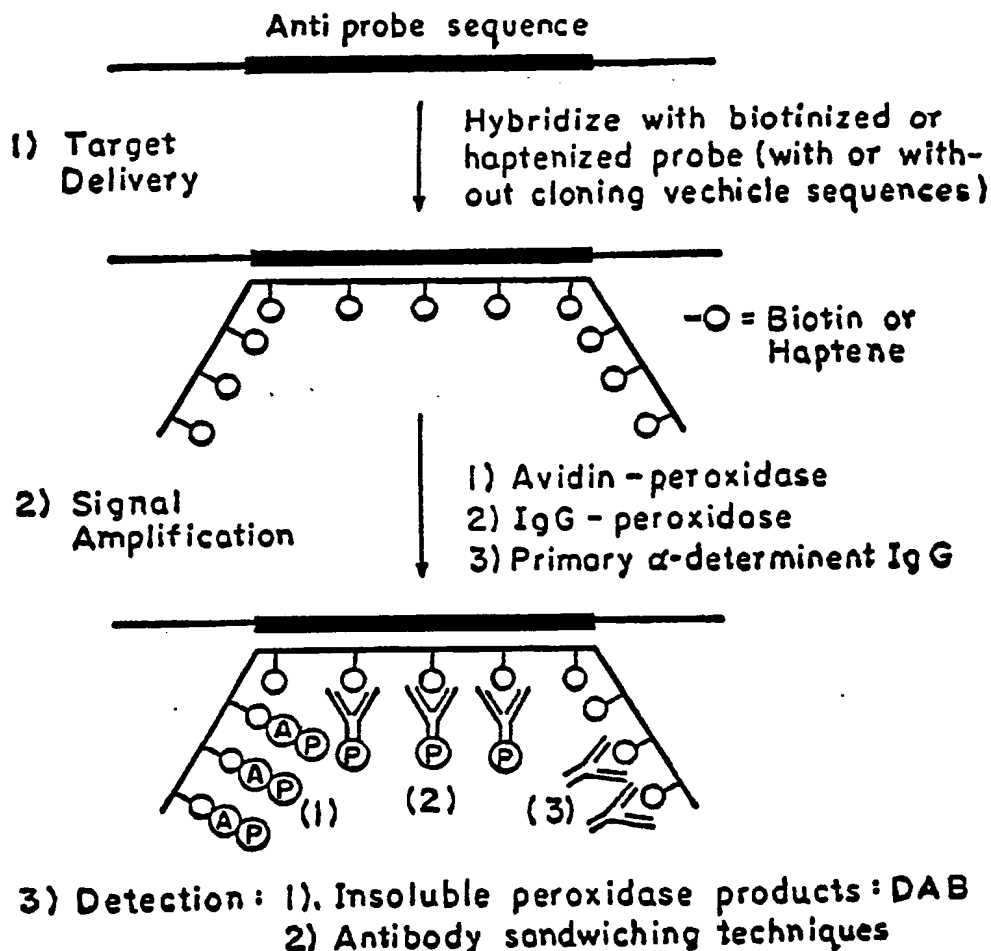 Anti probe sequence
1) Target
Delivery
Hybridize with biotinized or
haptenized probe (with or with-
out cloning vechicle sequences)
-O = Biotin or
Haptene
2) Signal
Amplification
1) Avidin-peroxidase
2) IgG-peroxidase
3) Primary α-determinent IgG
A P
A P
A P
P
P
P
(1)
(2)
(3)
3) Detection: 1). Insoluble peroxidase products: DAB
2) Antibody sandwiching techniques